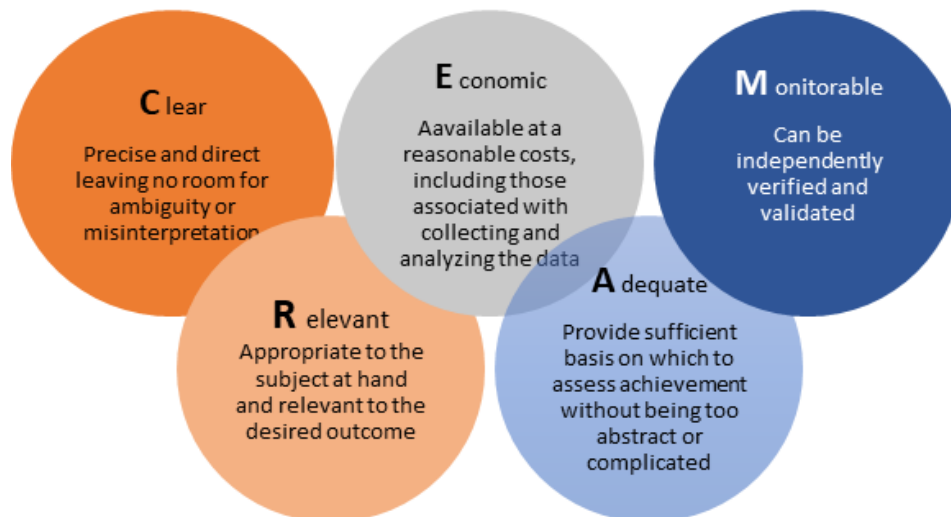 C lear
Precise and direct
leaving no room for
ambiguity or
misinterpretation
R elevant
Appropriate to the
subject at hand
and relevant to the
desired outcome
E conomic
Aavailable at a
reasonable costs,
including those
associated with
collecting and
analyzing the data
A dequate
Provide sufficient
basis on which to
assess achievement
without being too
abstract or
complicated
M onitorable
Can be
independently
verified and
validated